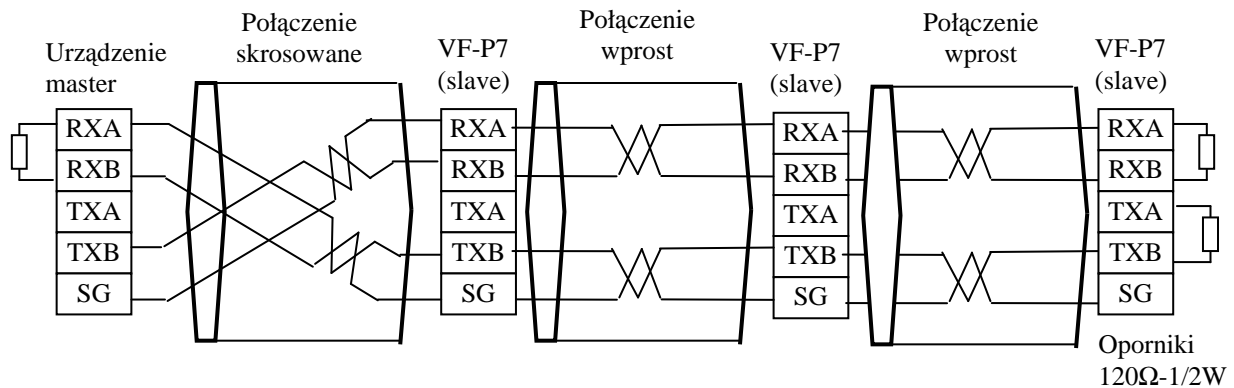 Urządzenie
master
RXA
RXB
TXA
TXB
SG
Połączenie
skrosowane
VF-P7
(slave)
RXA
RXB
TXA
TXB
SG
Połączenie
wprost
VF-P7
(slave)
RXA
RXB
TXA
TXB
SG
Połączenie
wprost
VF-P7
(slave)
RXA
RXB
TXA
TXB
SG
Oporniki
120Ω-1/2W